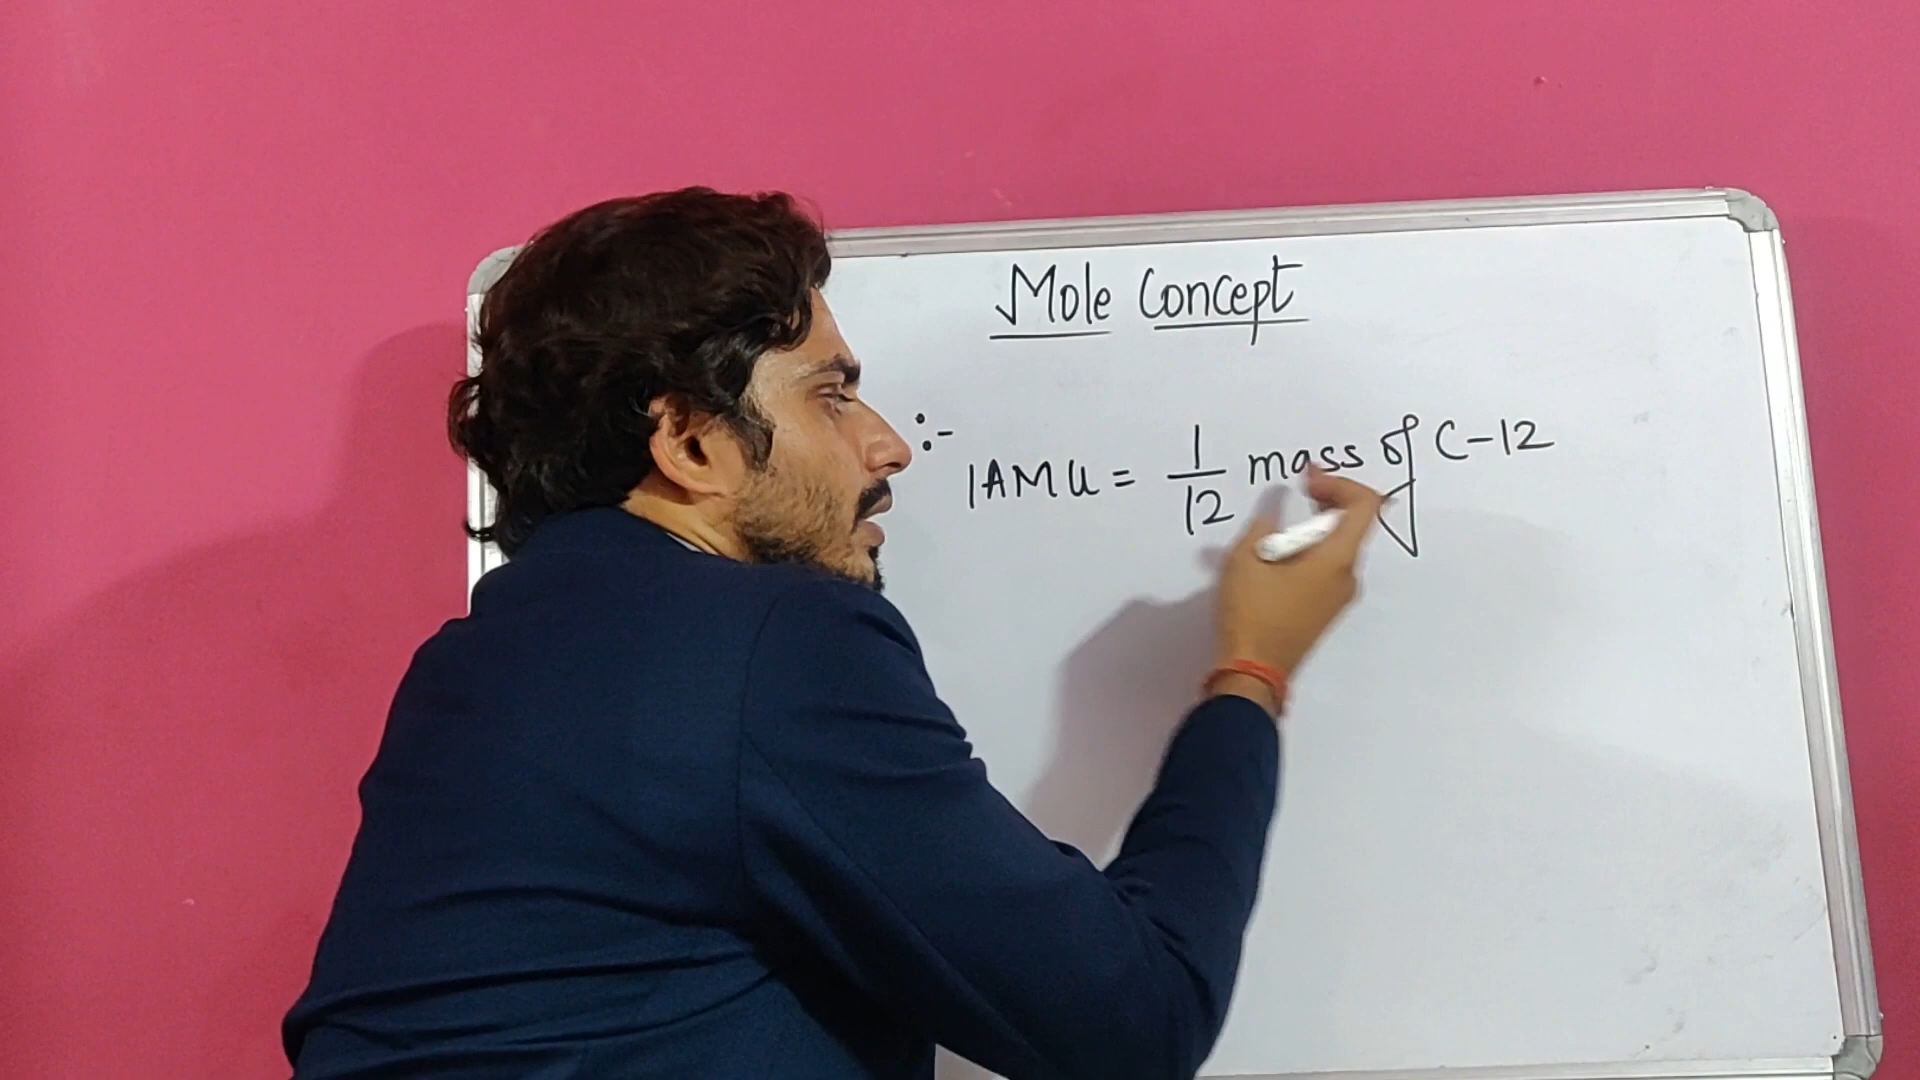 Mole Concept
:- 1AMU = 1/12 mass of C-12